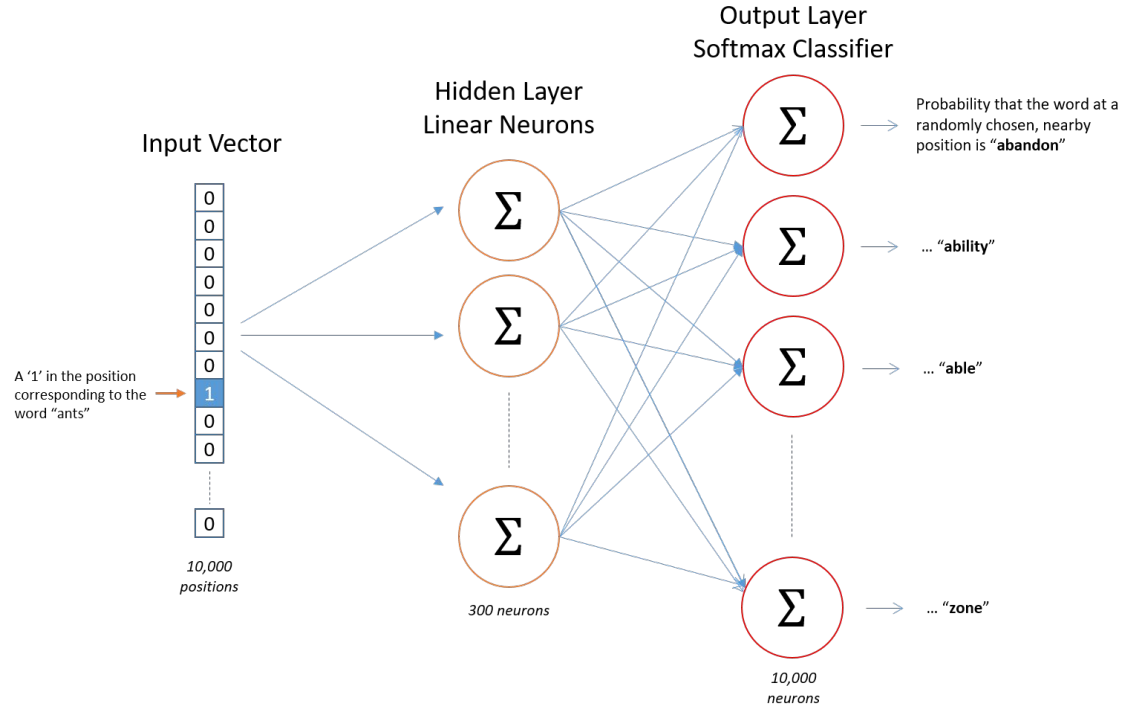 Output Layer
Softmax Classifier
Hidden Layer
Linear Neurons
Input Vector
Probability that the word at a
randomly chosen, nearby
position is “abandon”
... “ability”
... “able”
... “zone”
A ‘1’ in the position
corresponding to the
word “ants”
0
0
0
0
0
0
0
1
0
0
0
10,000
positions
Σ
Σ
Σ
300 neurons
Σ
Σ
Σ
Σ
10,000
neurons